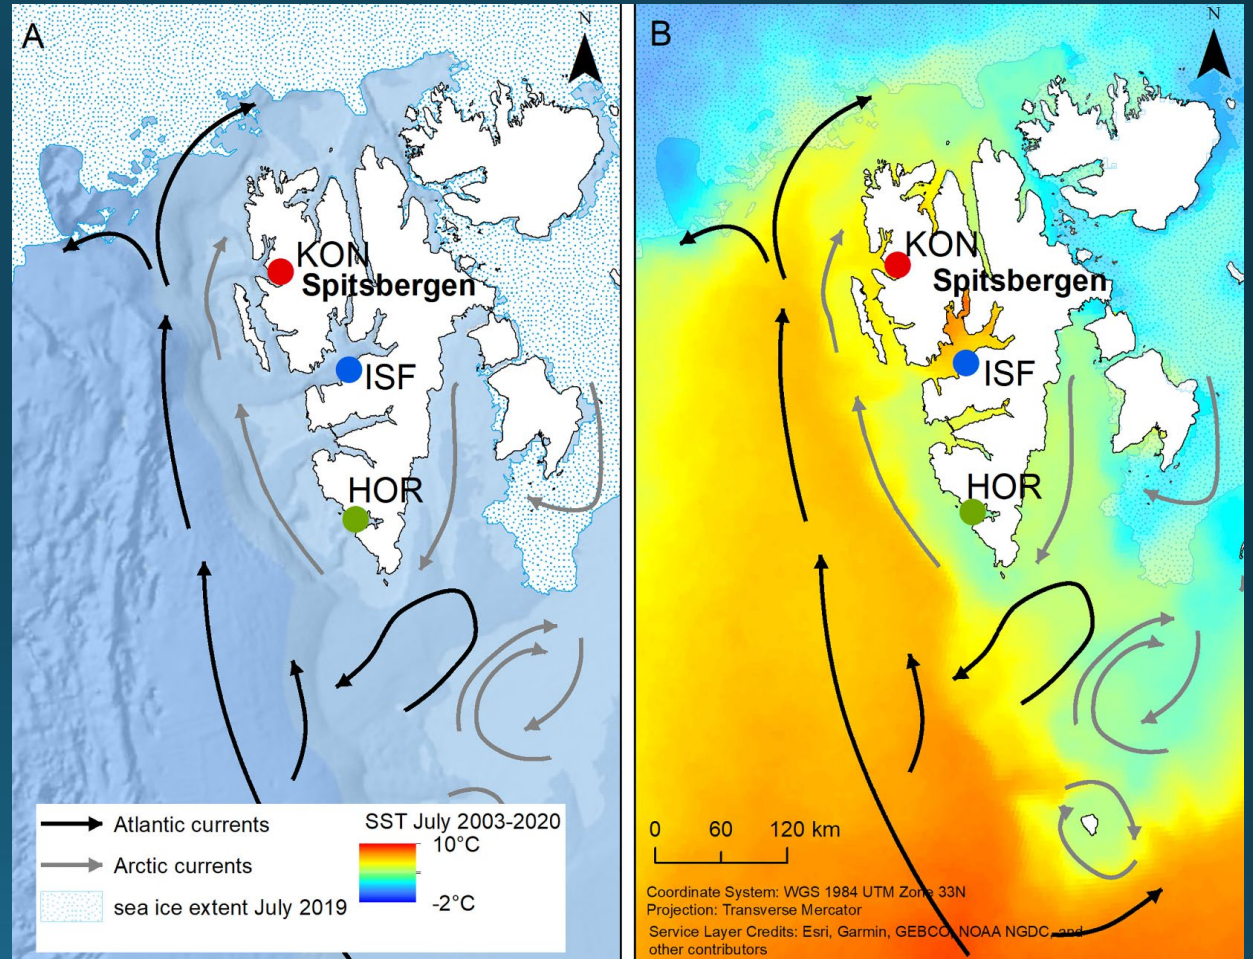 A
N
KON
Spitsbergen
ISF
HOR
Atlantic currents
Arctic currents
sea ice extent July 2019
SST July 2003-2020
10°C
-2°C
B
N
KON
Spitsbergen
ISF
HOR
0 60 120 km
Coordinate System: WGS 1984 UTM Zone 33N
Projection: Transverse Mercator
Service Layer Credits: Esri, Garmin, GEBCO, NOAA NGDC, and
other contributors